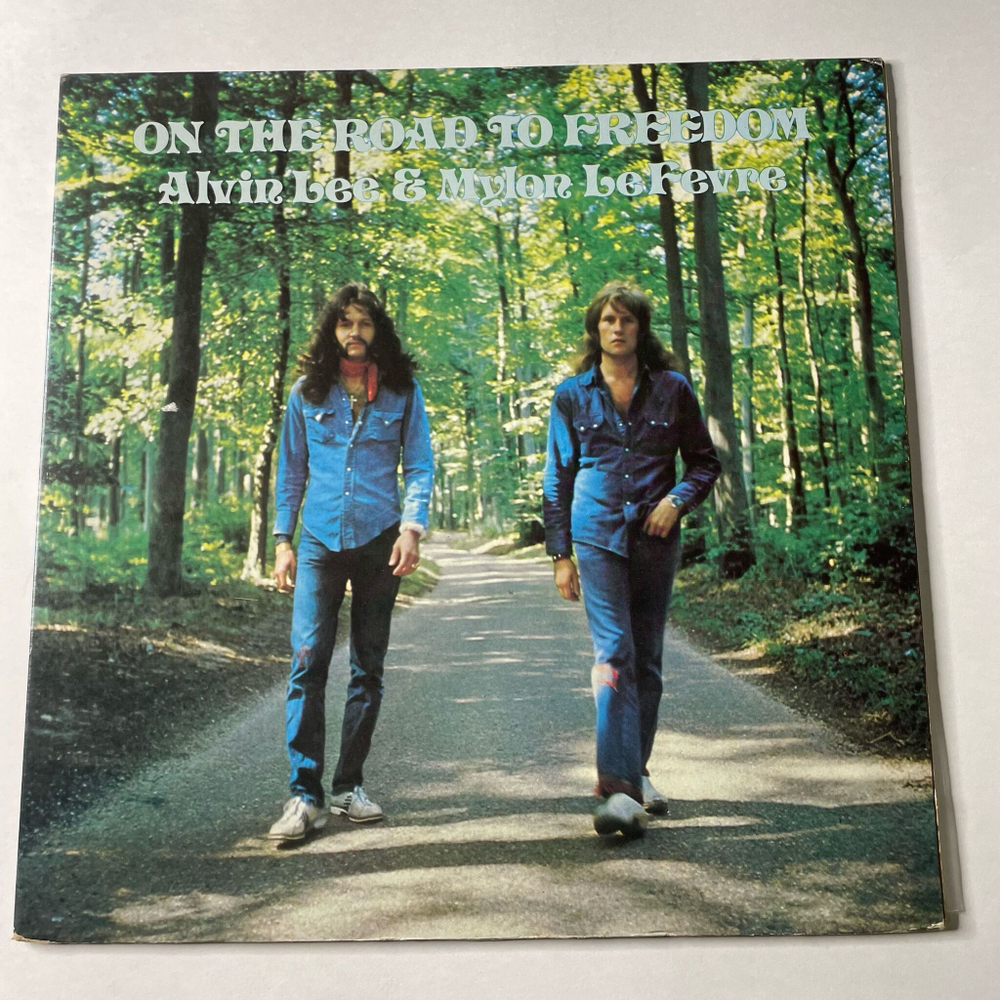 ON THE ROAD TO FREEDOM
Alvin Lee & Mylon LeFevre